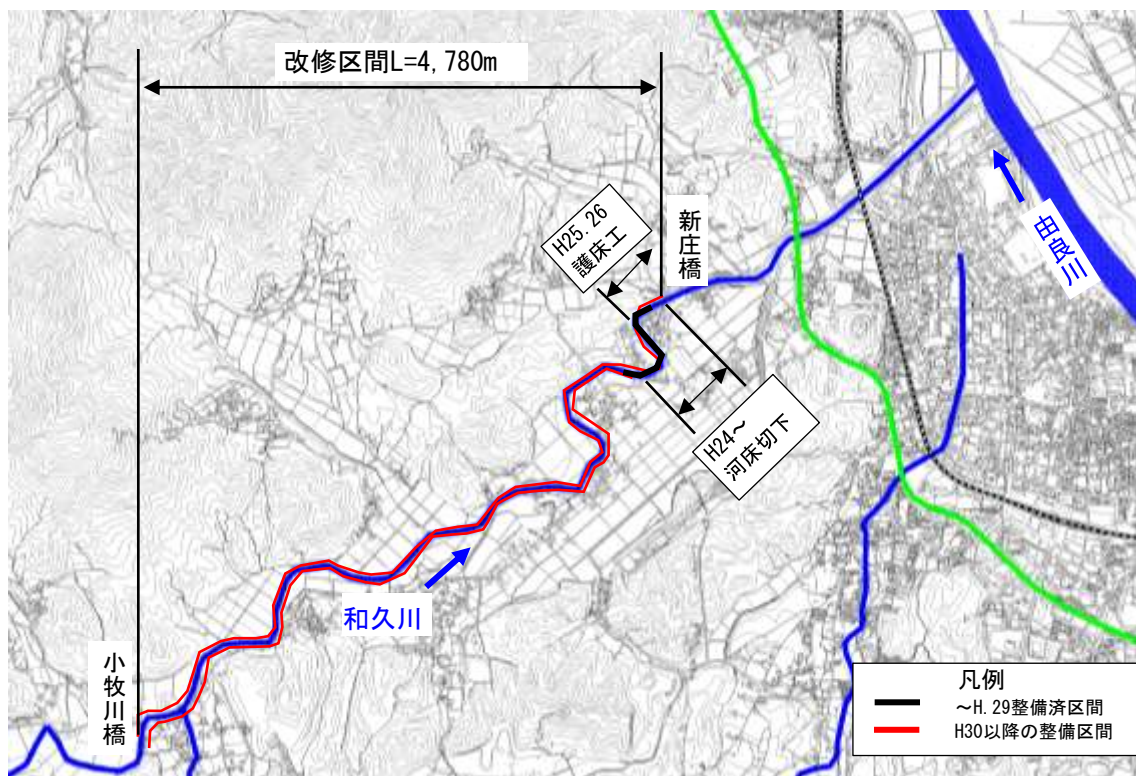 改修区間L=4,780m
H25.26
護床工
新庄橋
由良川
H24～
河床切下
和久川
小牧川橋
凡例
～H.29整備済区間
H30以降の整備区間